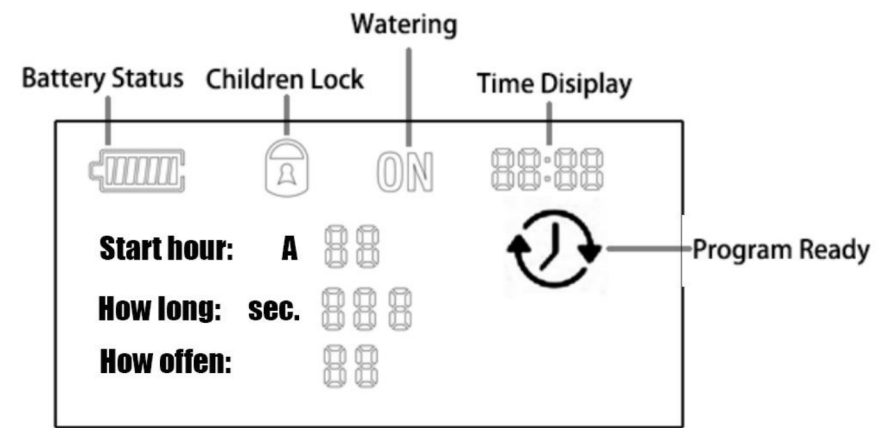 Watering
Battery Status
Children Lock
Time Disiplay
ON
88:88
Start hour: A 88
Program Ready
How long: sec. 888
How offen: 88